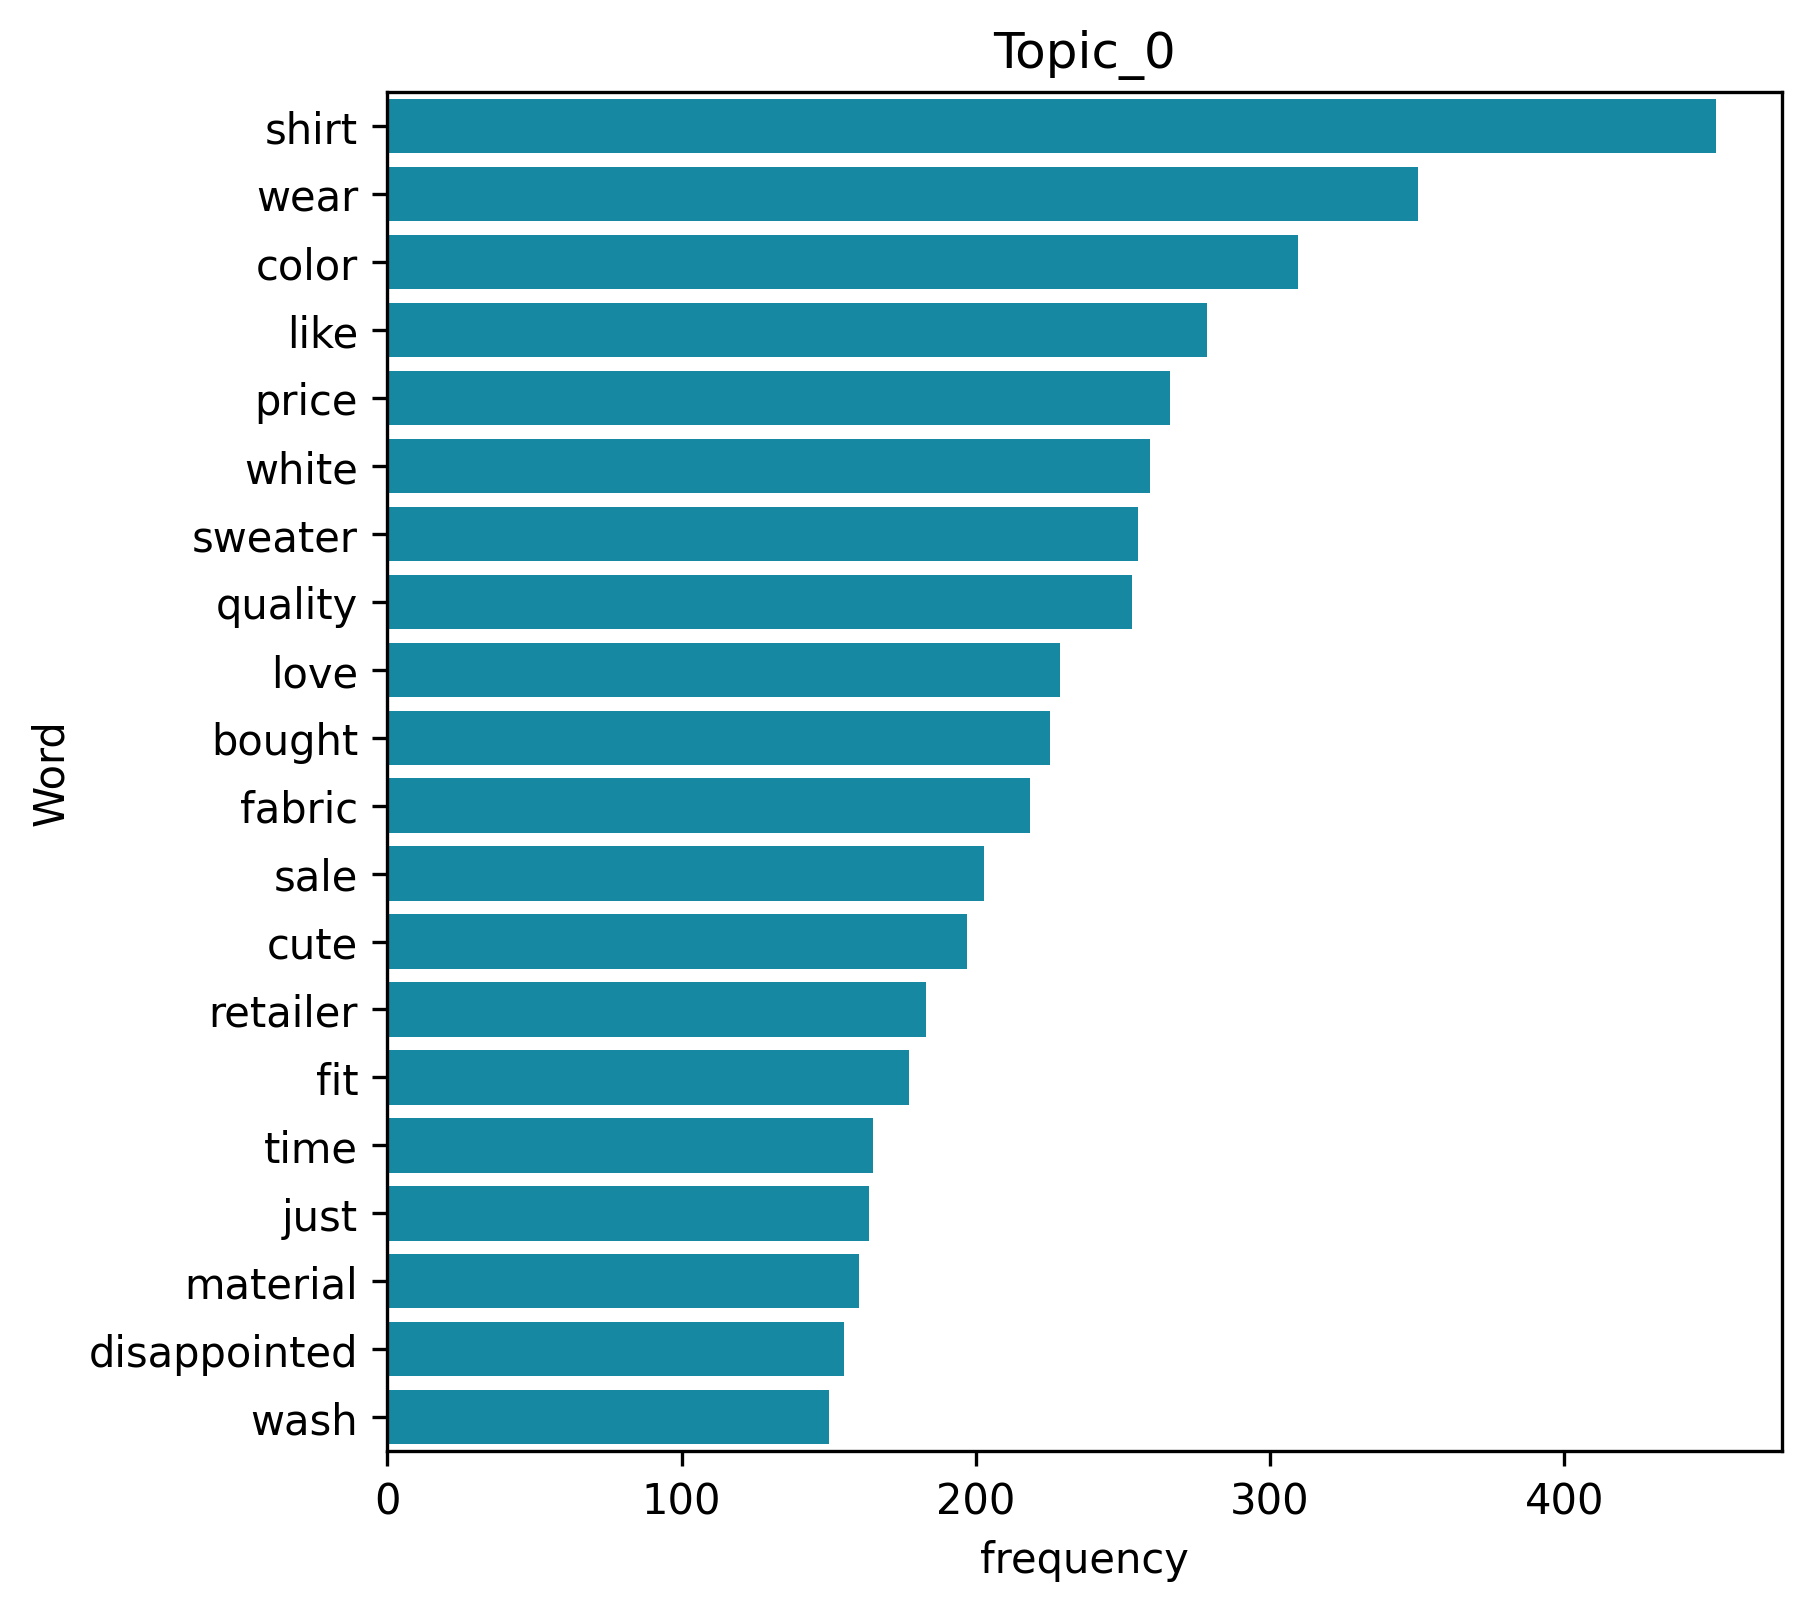 Topic_0
shirt
wear
color
like
price
white
sweater
quality
love
bought
fabric
sale
cute
retailer
fit
time
just
material
disappointed
wash
Word
0 100 200 300 400
frequency